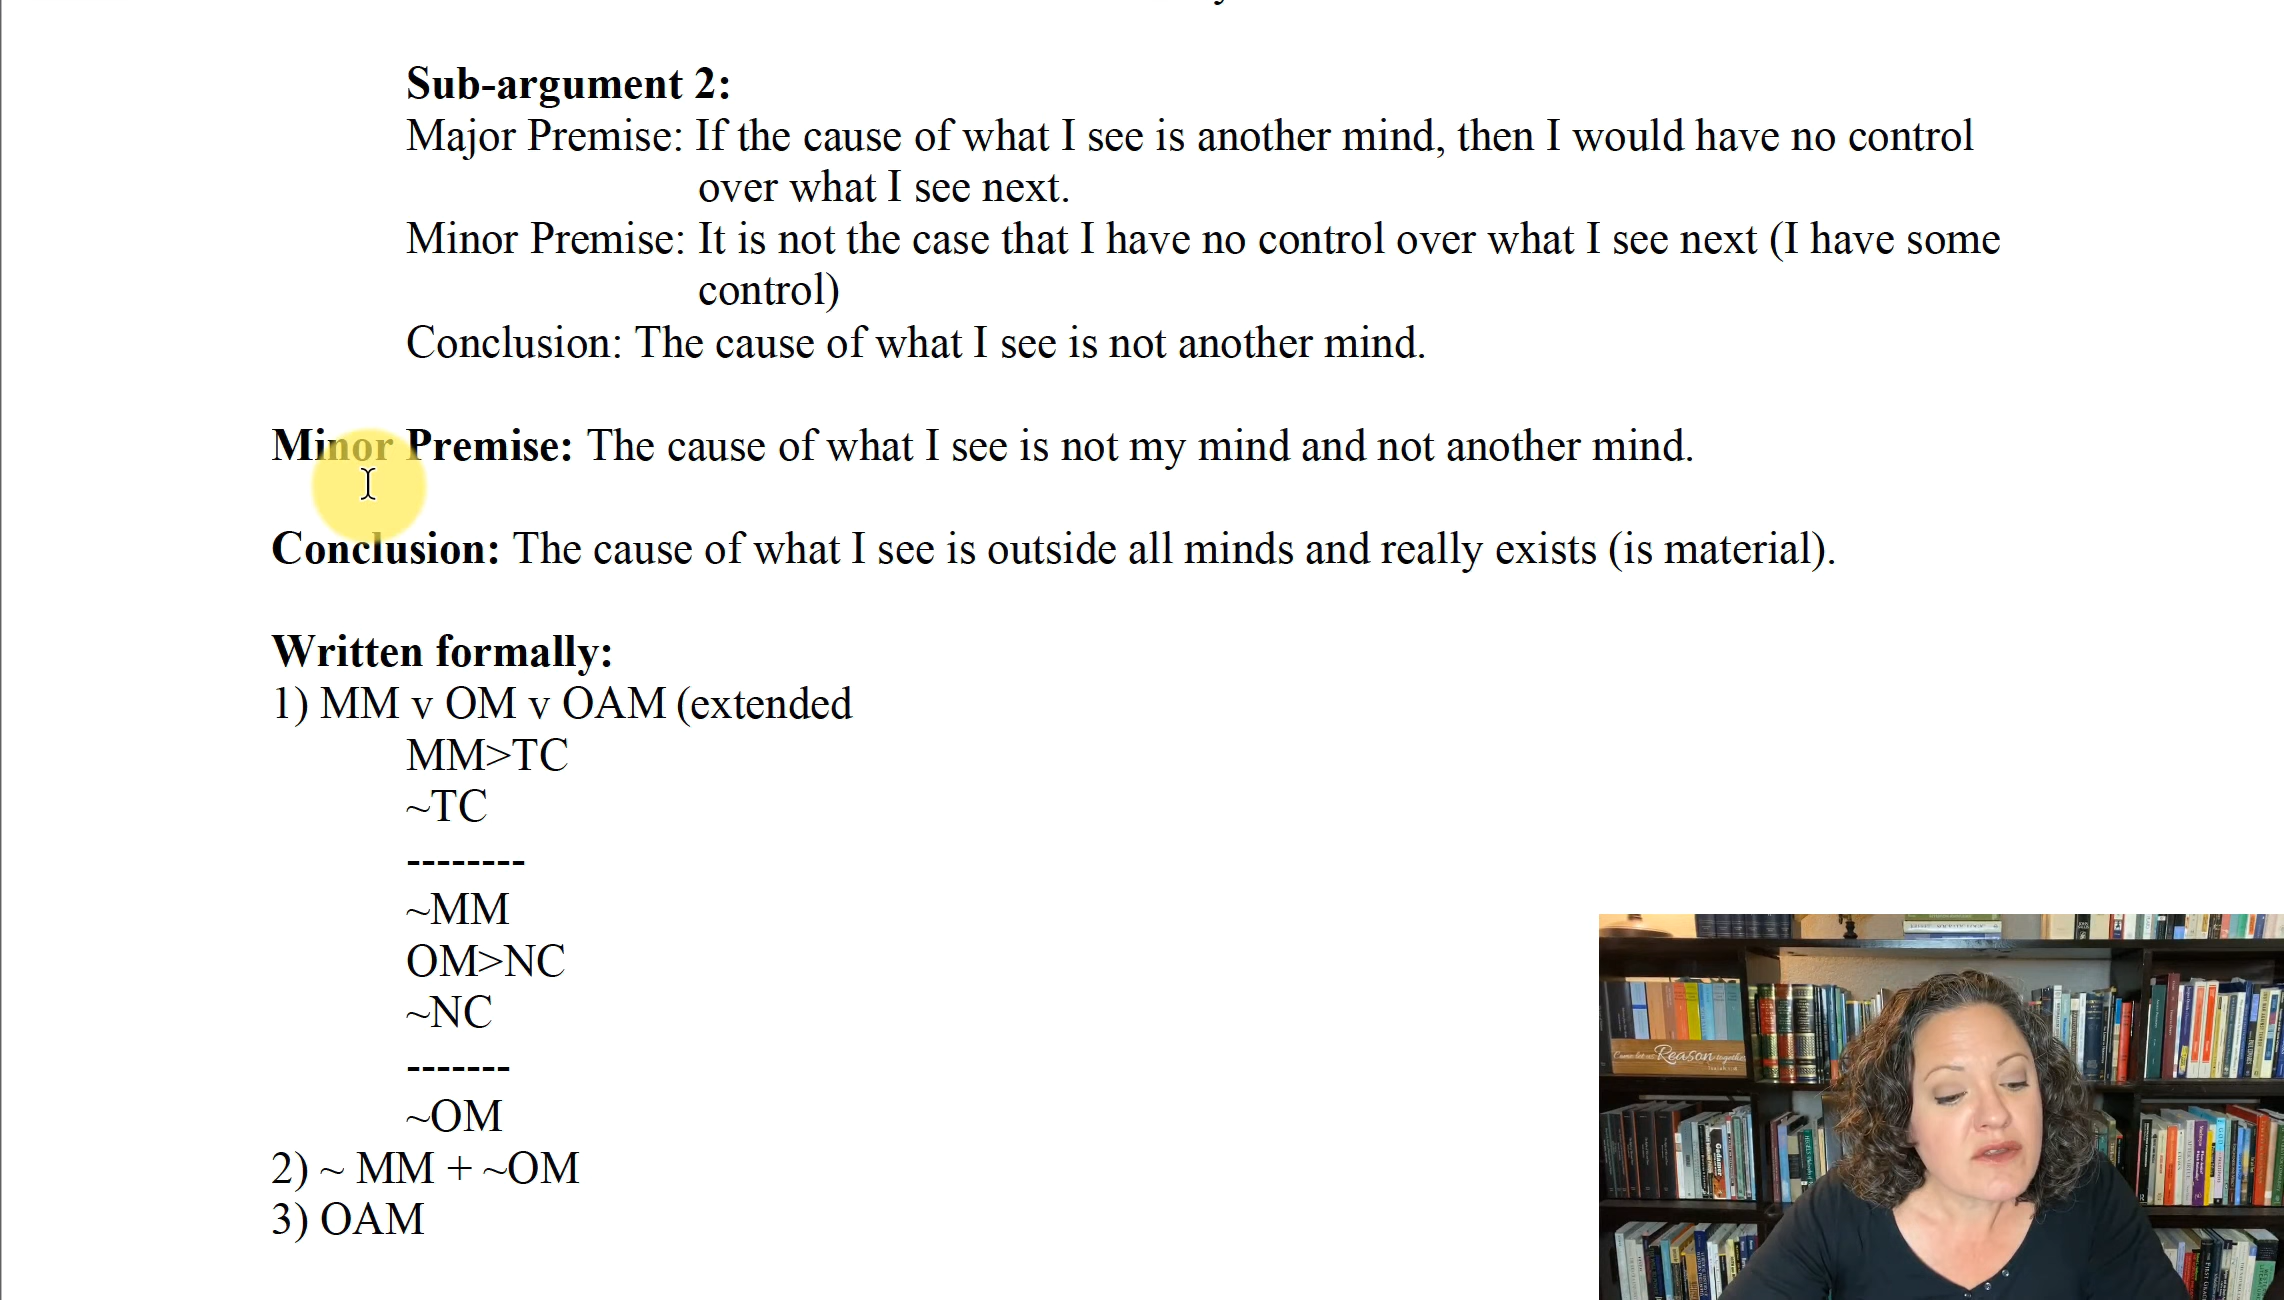 Sub-argument 2:
Major Premise: If the cause of what I see is another mind, then I would have no control
over what I see next.
Minor Premise: It is not the case that I have no control over what I see next (I have some
control)
Conclusion: The cause of what I see is not another mind.
Minor Premise: The cause of what I see is not my mind and not another mind.
Conclusion: The cause of what I see is outside all minds and really exists (is material).
Written formally:
1) MM v OM v OAM (extended
MM>TC
~TC
--------
~MM
OM>NC
~NC
-------
~OM
2) ~ MM + ~OM
3) OAM
Come let us Reason together